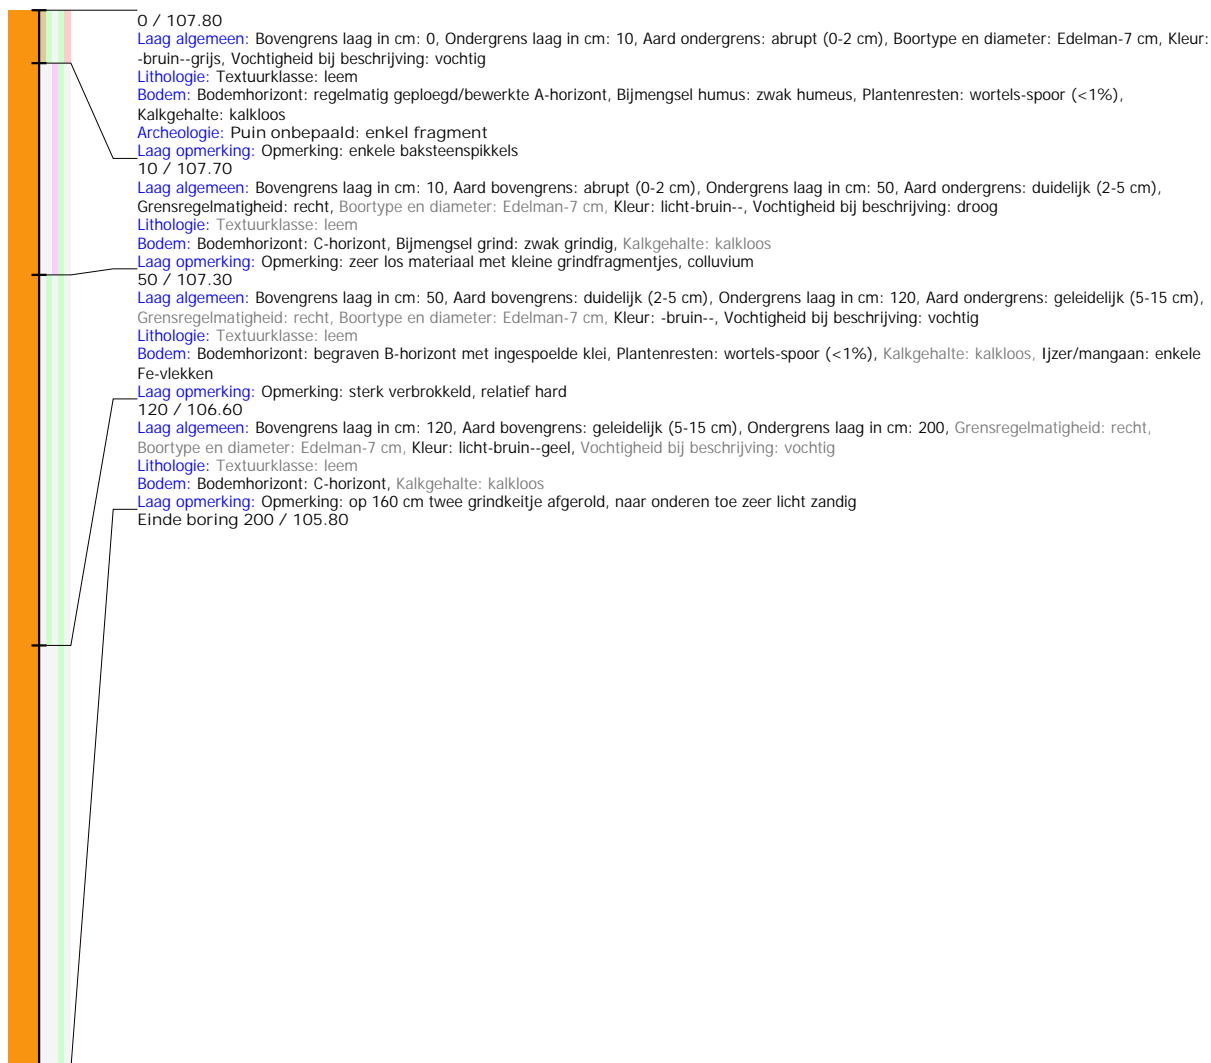 0 / 107.80
Laag algemeen: Bovengrens laag in cm: 0, Ondergrens laag in cm: 10, Aard ondergrens: abrupt (0-2 cm), Boortype en diameter: Edelman-7 cm, Kleur:
-bruin--grijs, Vochtigheid bij beschrijving: vochtig
Lithologie: Textuurklasse: leem
Bodem: Bodemhorizont: regelmatig geploegd/bewerkte A-horizont, Bijmengsel humus: zwak humeus, Plantenresten: wortels-spoor (<1%),
Kalkgehalte: kalkloos
Archeologie: Puin onbepaald: enkel fragment
Laag opmerking: Opmerking: enkele baksteenspikkels
10 / 107.70
Laag algemeen: Bovengrens laag in cm: 10, Aard bovengrens: abrupt (0-2 cm), Ondergrens laag in cm: 50, Aard ondergrens: duidelijk (2-5 cm),
Grensregelmatigheid: recht, Boortype en diameter: Edelman-7 cm, Kleur: licht-bruin--, Vochtigheid bij beschrijving: droog
Lithologie: Textuurklasse: leem
Bodem: Bodemhorizont: C-horizont, Bijmengsel grind: zwak grindig, Kalkgehalte: kalkloos
Laag opmerking: Opmerking: zeer los materiaal met kleine grindfragmentjes, colluvium
50 / 107.30
Laag algemeen: Bovengrens laag in cm: 50, Aard bovengrens: duidelijk (2-5 cm), Ondergrens laag in cm: 120, Aard ondergrens: geleidelijk (5-15 cm),
Grensregelmatigheid: recht, Boortype en diameter: Edelman-7 cm, Kleur: -bruin--, Vochtigheid bij beschrijving: vochtig
Lithologie: Textuurklasse: leem
Bodem: Bodemhorizont: begraven B-horizont met ingespoelde klei, Plantenresten: wortels-spoor (<1%), Kalkgehalte: kalkloos, Ijzer/mangaan: enkele
Fe-vlekken
Laag opmerking: Opmerking: sterk verbrokkeld, relatief hard
120 / 106.60
Laag algemeen: Bovengrens laag in cm: 120, Aard bovengrens: geleidelijk (5-15 cm), Ondergrens laag in cm: 200, Grensregelmatigheid: recht,
Boortype en diameter: Edelman-7 cm, Kleur: licht-bruin--geel, Vochtigheid bij beschrijving: vochtig
Lithologie: Textuurklasse: leem
Bodem: Bodemhorizont: C-horizont, Kalkgehalte: kalkloos
Laag opmerking: Opmerking: op 160 cm twee grindkeitje afgerold, naar onderen toe zeer licht zandig
Einde boring 200 / 105.80